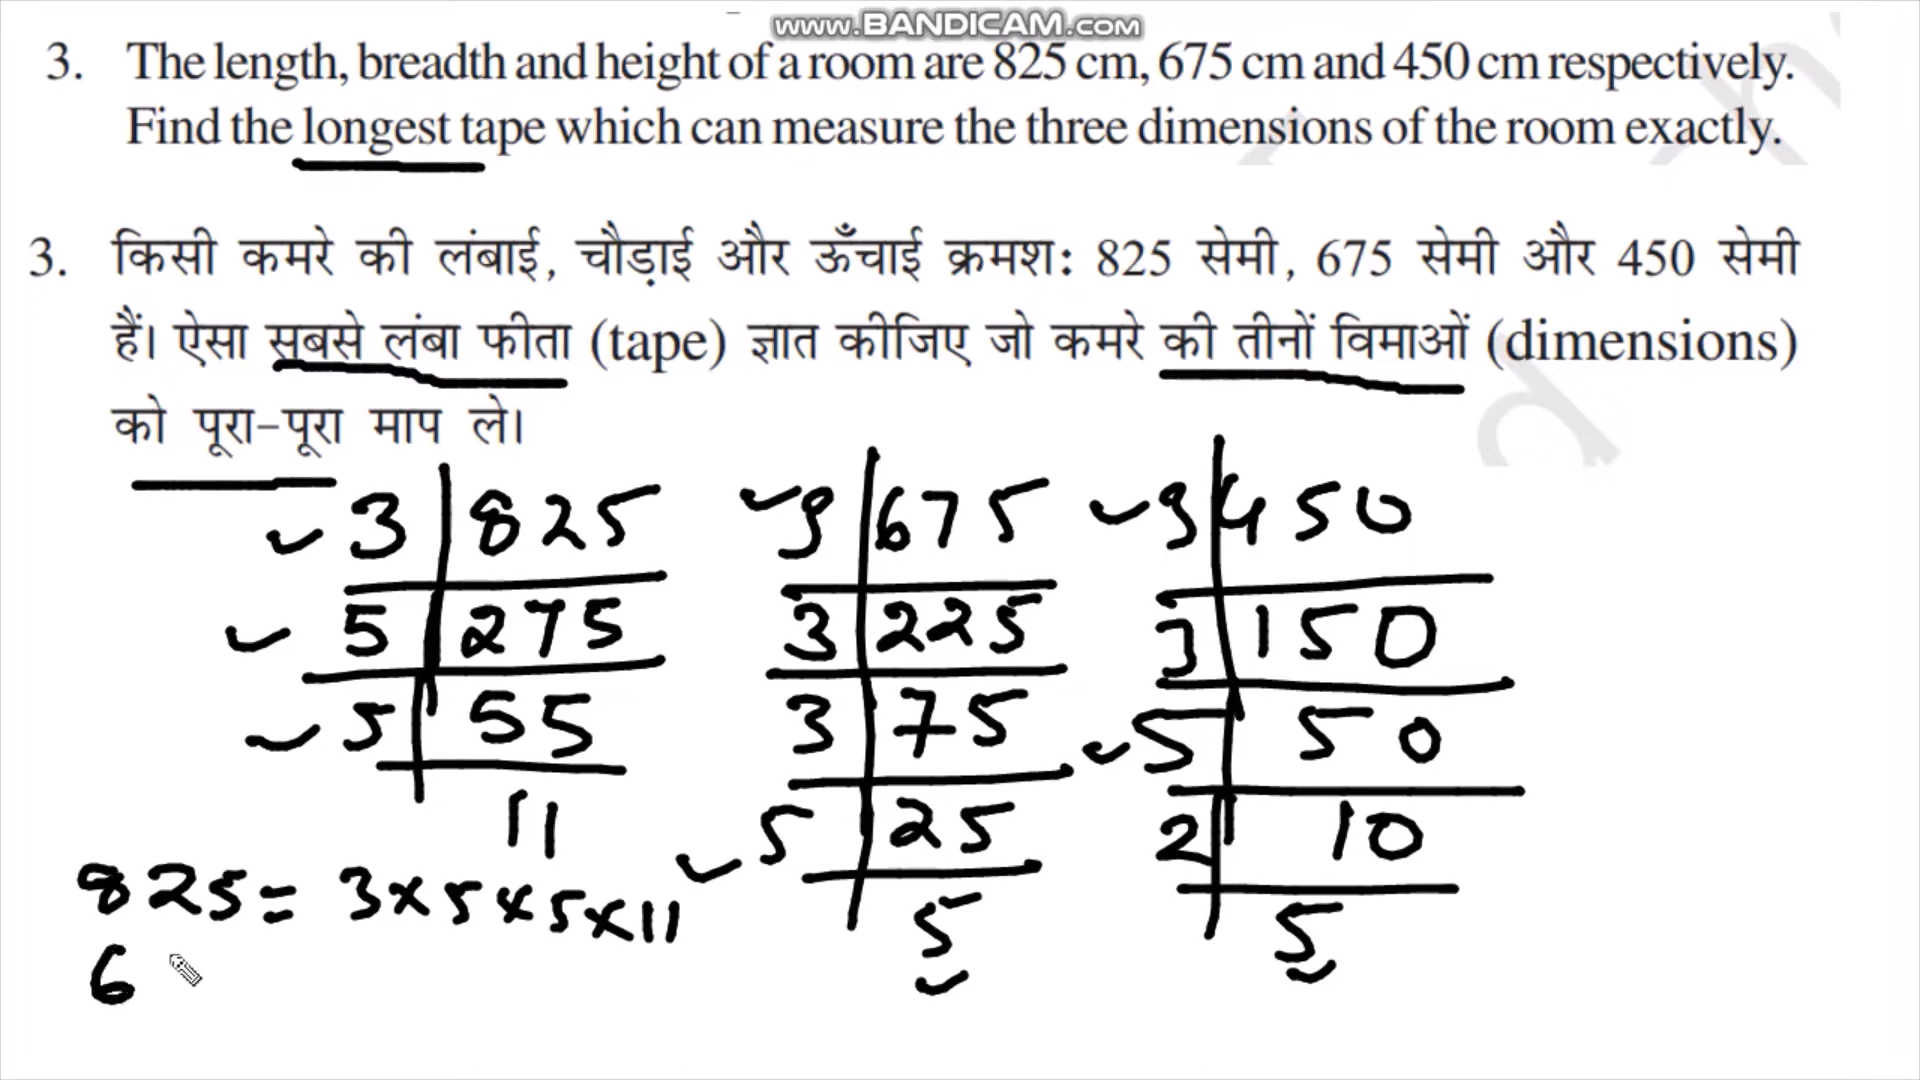 www.BANDICAM.com
3. The length, breadth and height of a room are 825 cm, 675 cm and 450 cm respectively.
Find the longest tape which can measure the three dimensions of the room exactly.
3. किसी कमरे की लंबाई, चौड़ाई और ऊँचाई क्रमश: 825 सेमी, 675 सेमी और 450 सेमी
हैं। ऐसा सबसे लंबा फीता (tape) ज्ञात कीजिए जो कमरे की तीनों विमाओं (dimensions)
को पूरा-पूरा माप ले।
3 825 3 675 3 450
5 275 3 225 3 150
5 55 3 75 5 50
11 5 25 2 10
825 = 3×5×5×11 5 5
6